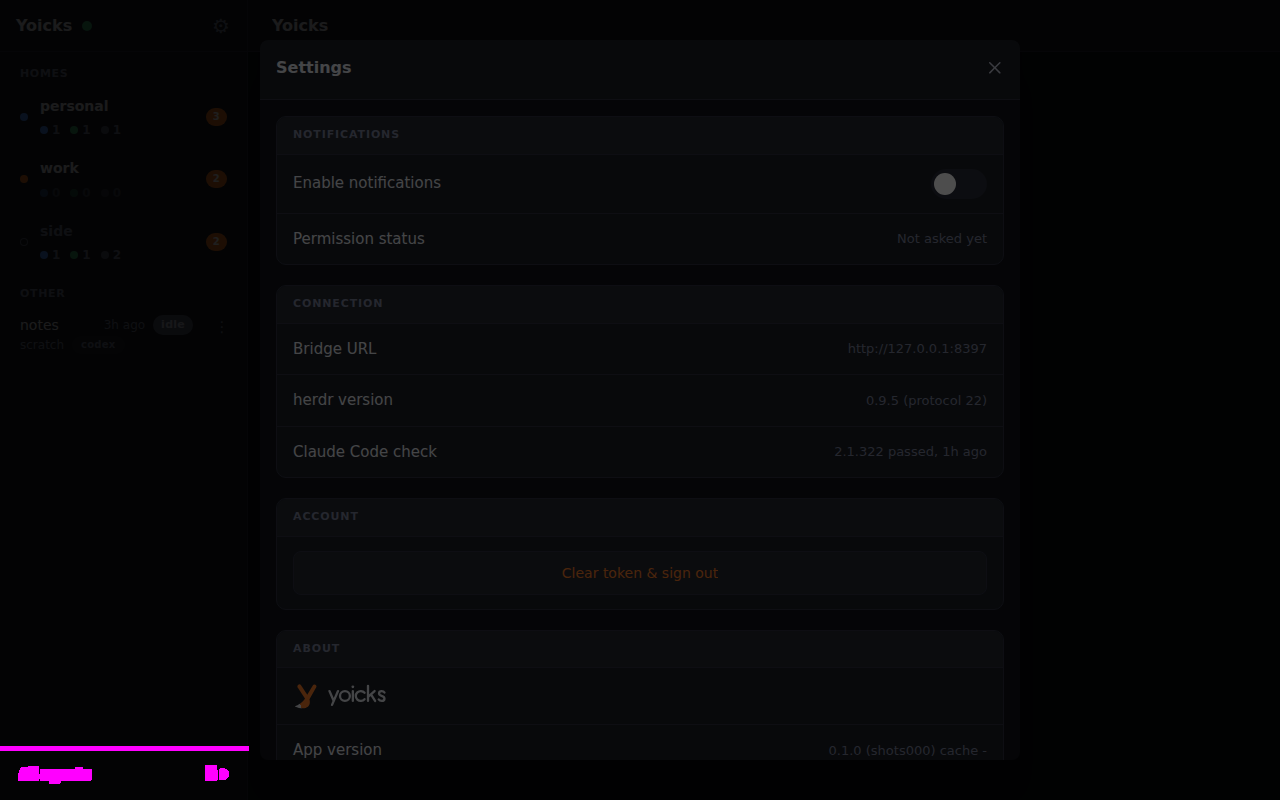 Yoicks
Yoicks
HOMES
personal
3
1 1 1
work
2
0 0 0
side
2
1 1 2
OTHER
notes 3h ago idle
scratch codex
Settings
NOTIFICATIONS
Enable notifications
Permission status Not asked yet
CONNECTION
Bridge URL http://127.0.0.1:8397
herdr version 0.9.5 (protocol 22)
Claude Code check 2.1.322 passed, 1h ago
ACCOUNT
Clear token & sign out
ABOUT
yoicks
App version 0.1.0 (shots000) cache -